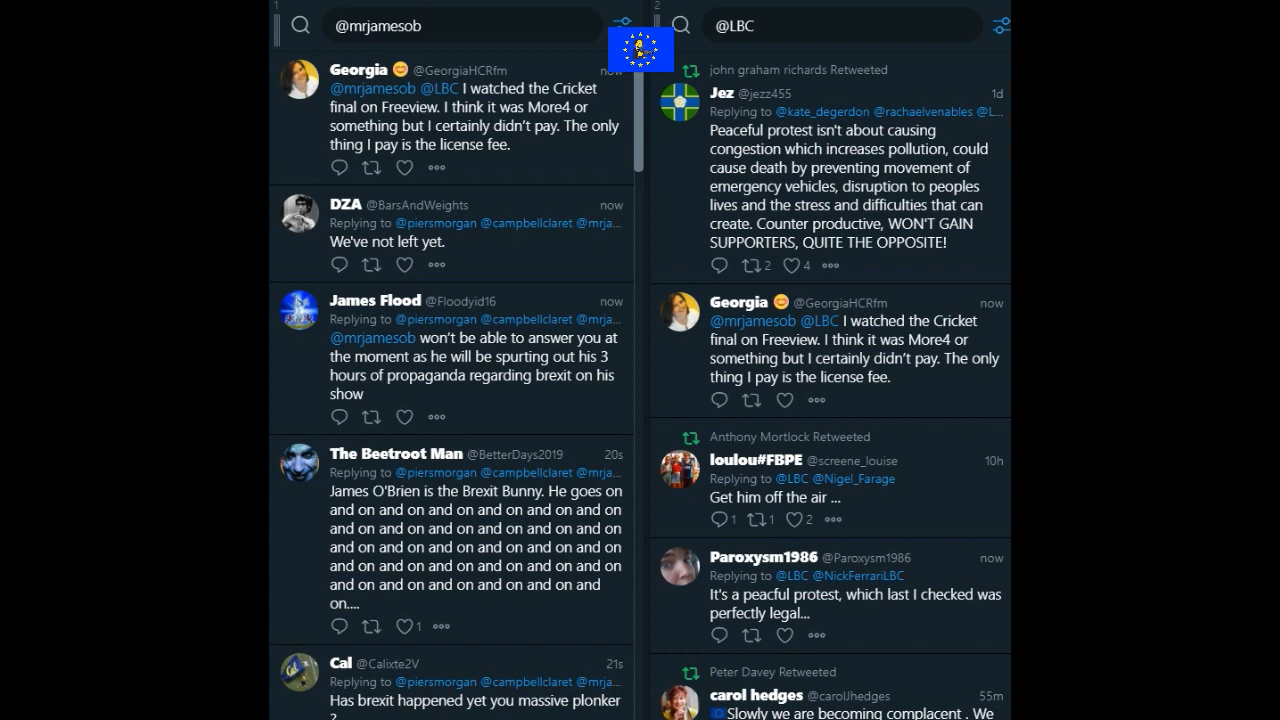 1
@mrjamesob
Georgia 😊 @GeorgiaHCRfm now
@mrjamesob @LBC I watched the Cricket
final on Freeview. I think it was More4 or
something but I certainly didn't pay. The only
thing I pay is the license fee.
DZA @BarsAndWeights now
Replying to @piersmorgan @campbellclaret @mrja...
We've not left yet.
James Flood @Floodyid16 now
Replying to @piersmorgan @campbellclaret @mrja...
@mrjamesob won't be able to answer you at
the moment as he will be spurting out his 3
hours of propaganda regarding brexit on his
show
The Beetroot Man @BetterDays2019 20s
Replying to @piersmorgan @campbellclaret @mrja...
James O'Brien is the Brexit Bunny. He goes on
and on and on and on and on and on and on
and on and on and on and on and on and on
and on and on and on and on and on and on
and on and on and on and on and on and on
and on and on and on and on and on and
on....
1
Cal @Calixte2V 21s
Replying to @piersmorgan @campbellclaret @mrja...
Has brexit happened yet you massive plonker
?
2
@LBC
john graham richards Retweeted
Jez @jezz455 1d
Replying to @kate_degerdon @rachaelvenables @L...
Peaceful protest isn't about causing
congestion which increases pollution, could
cause death by preventing movement of
emergency vehicles, disruption to peoples
lives and the stress and difficulties that can
create. Counter productive, WON'T GAIN
SUPPORTERS, QUITE THE OPPOSITE!
2 4
Georgia 😊 @GeorgiaHCRfm now
@mrjamesob @LBC I watched the Cricket
final on Freeview. I think it was More4 or
something but I certainly didn't pay. The only
thing I pay is the license fee.
Anthony Mortlock Retweeted
loulou#FBPE @screene_louise 10h
Replying to @LBC @Nigel_Farage
Get him off the air ...
1 1 2
Paroxysm1986 @Paroxysm1986 now
Replying to @LBC @NickFerrariLBC
It's a peacful protest, which last I checked was
perfectly legal...
Peter Davey Retweeted
carol hedges @carolJhedges 55m
🇪🇺Slowly we are becoming complacent . We